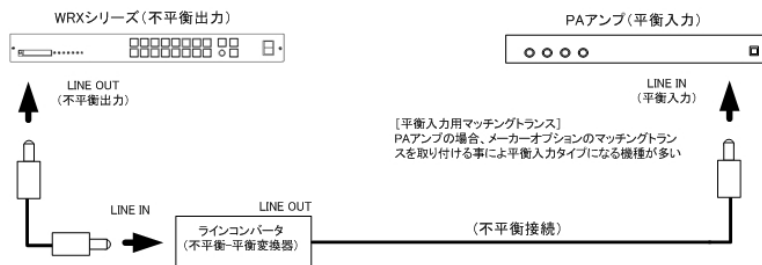 WRXシリーズ(不平衡出力)
PAアンプ(平衡入力)
LINE OUT
(不平衡出力)
LINE IN
(平衡入力)
[平衡入力用マッチングトランス]
PAアンプの場合、メーカーオプションのマッチングトラン
スを取り付ける事によ平衡入力タイプになる機種が多い
LINE IN
LINE OUT
ラインコンバータ
(不平衡-平衡変換器)
(不平衡接続)